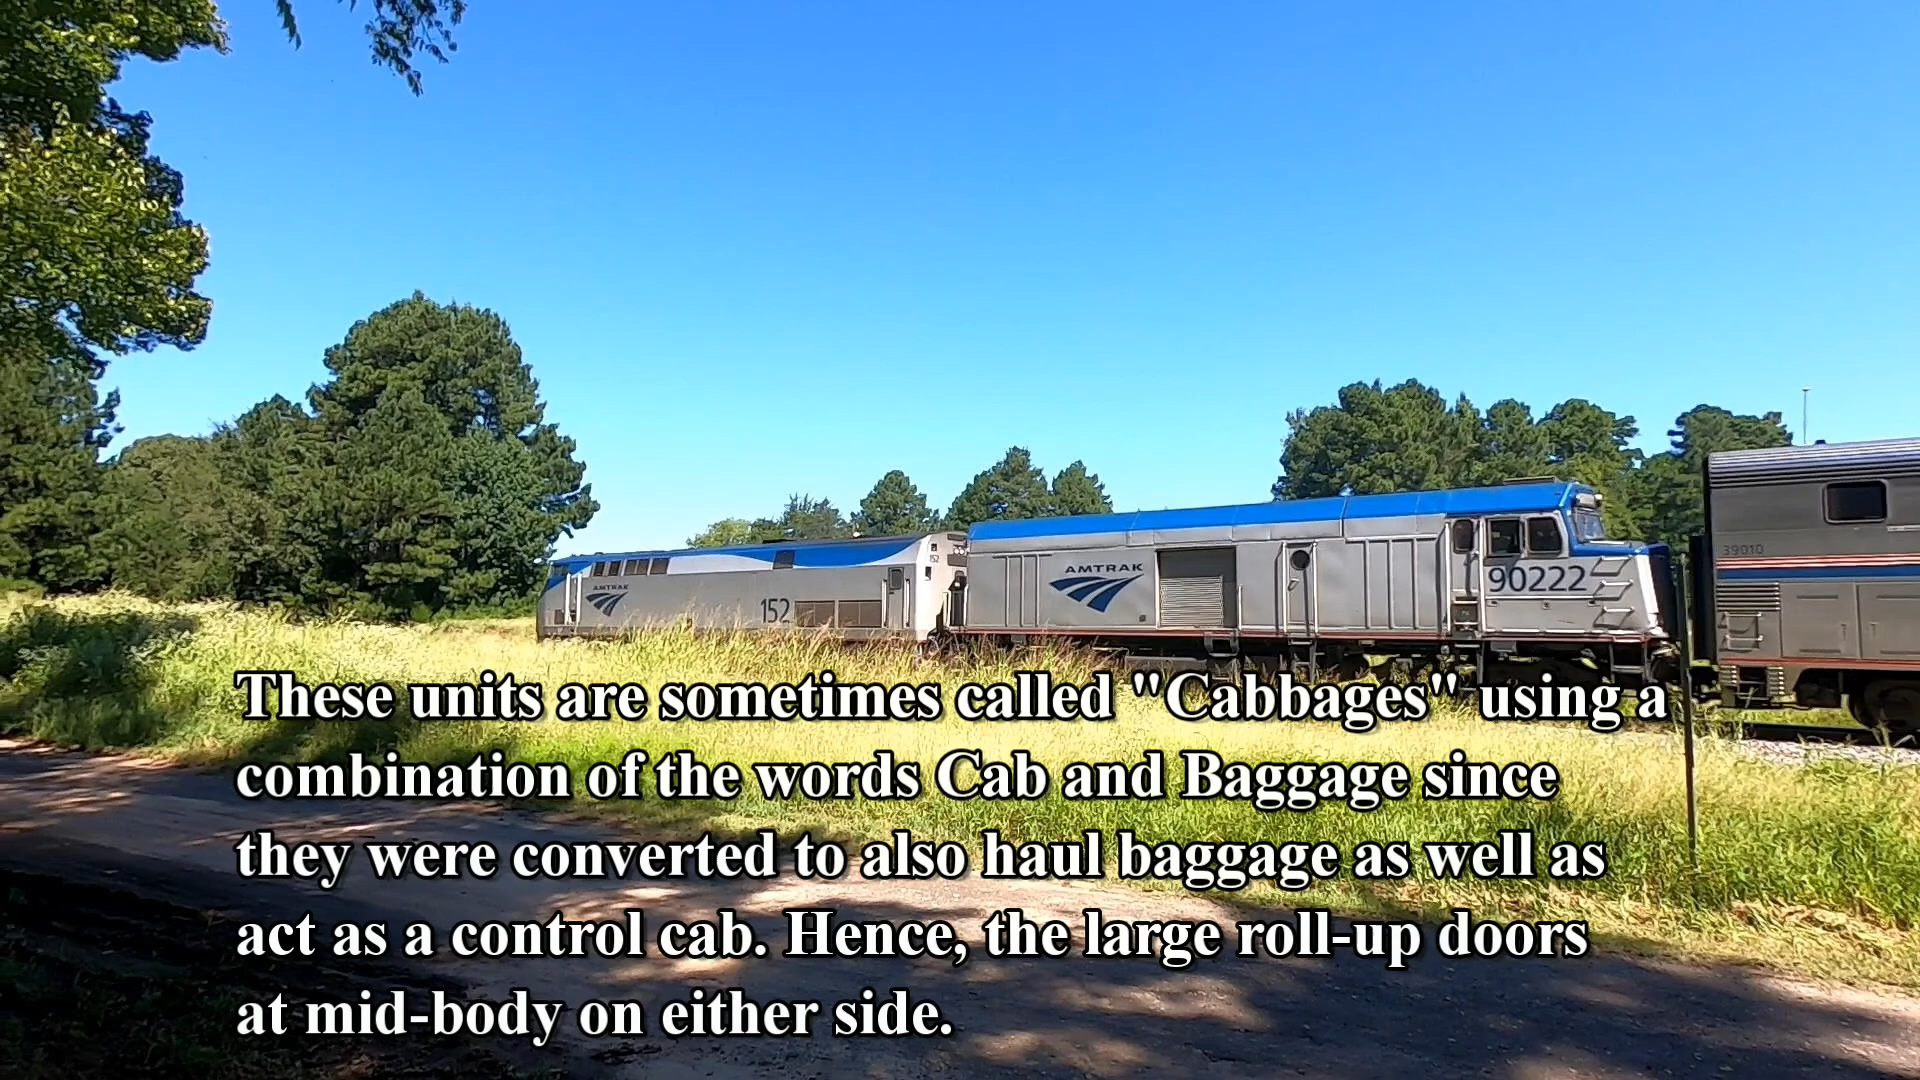 39010
AMTRAK
90222
152
AMTRAK
152
These units are sometimes called "Cabbages" using a
combination of the words Cab and Baggage since
they were converted to also haul baggage as well as
act as a control cab. Hence, the large roll-up doors
at mid-body on either side.